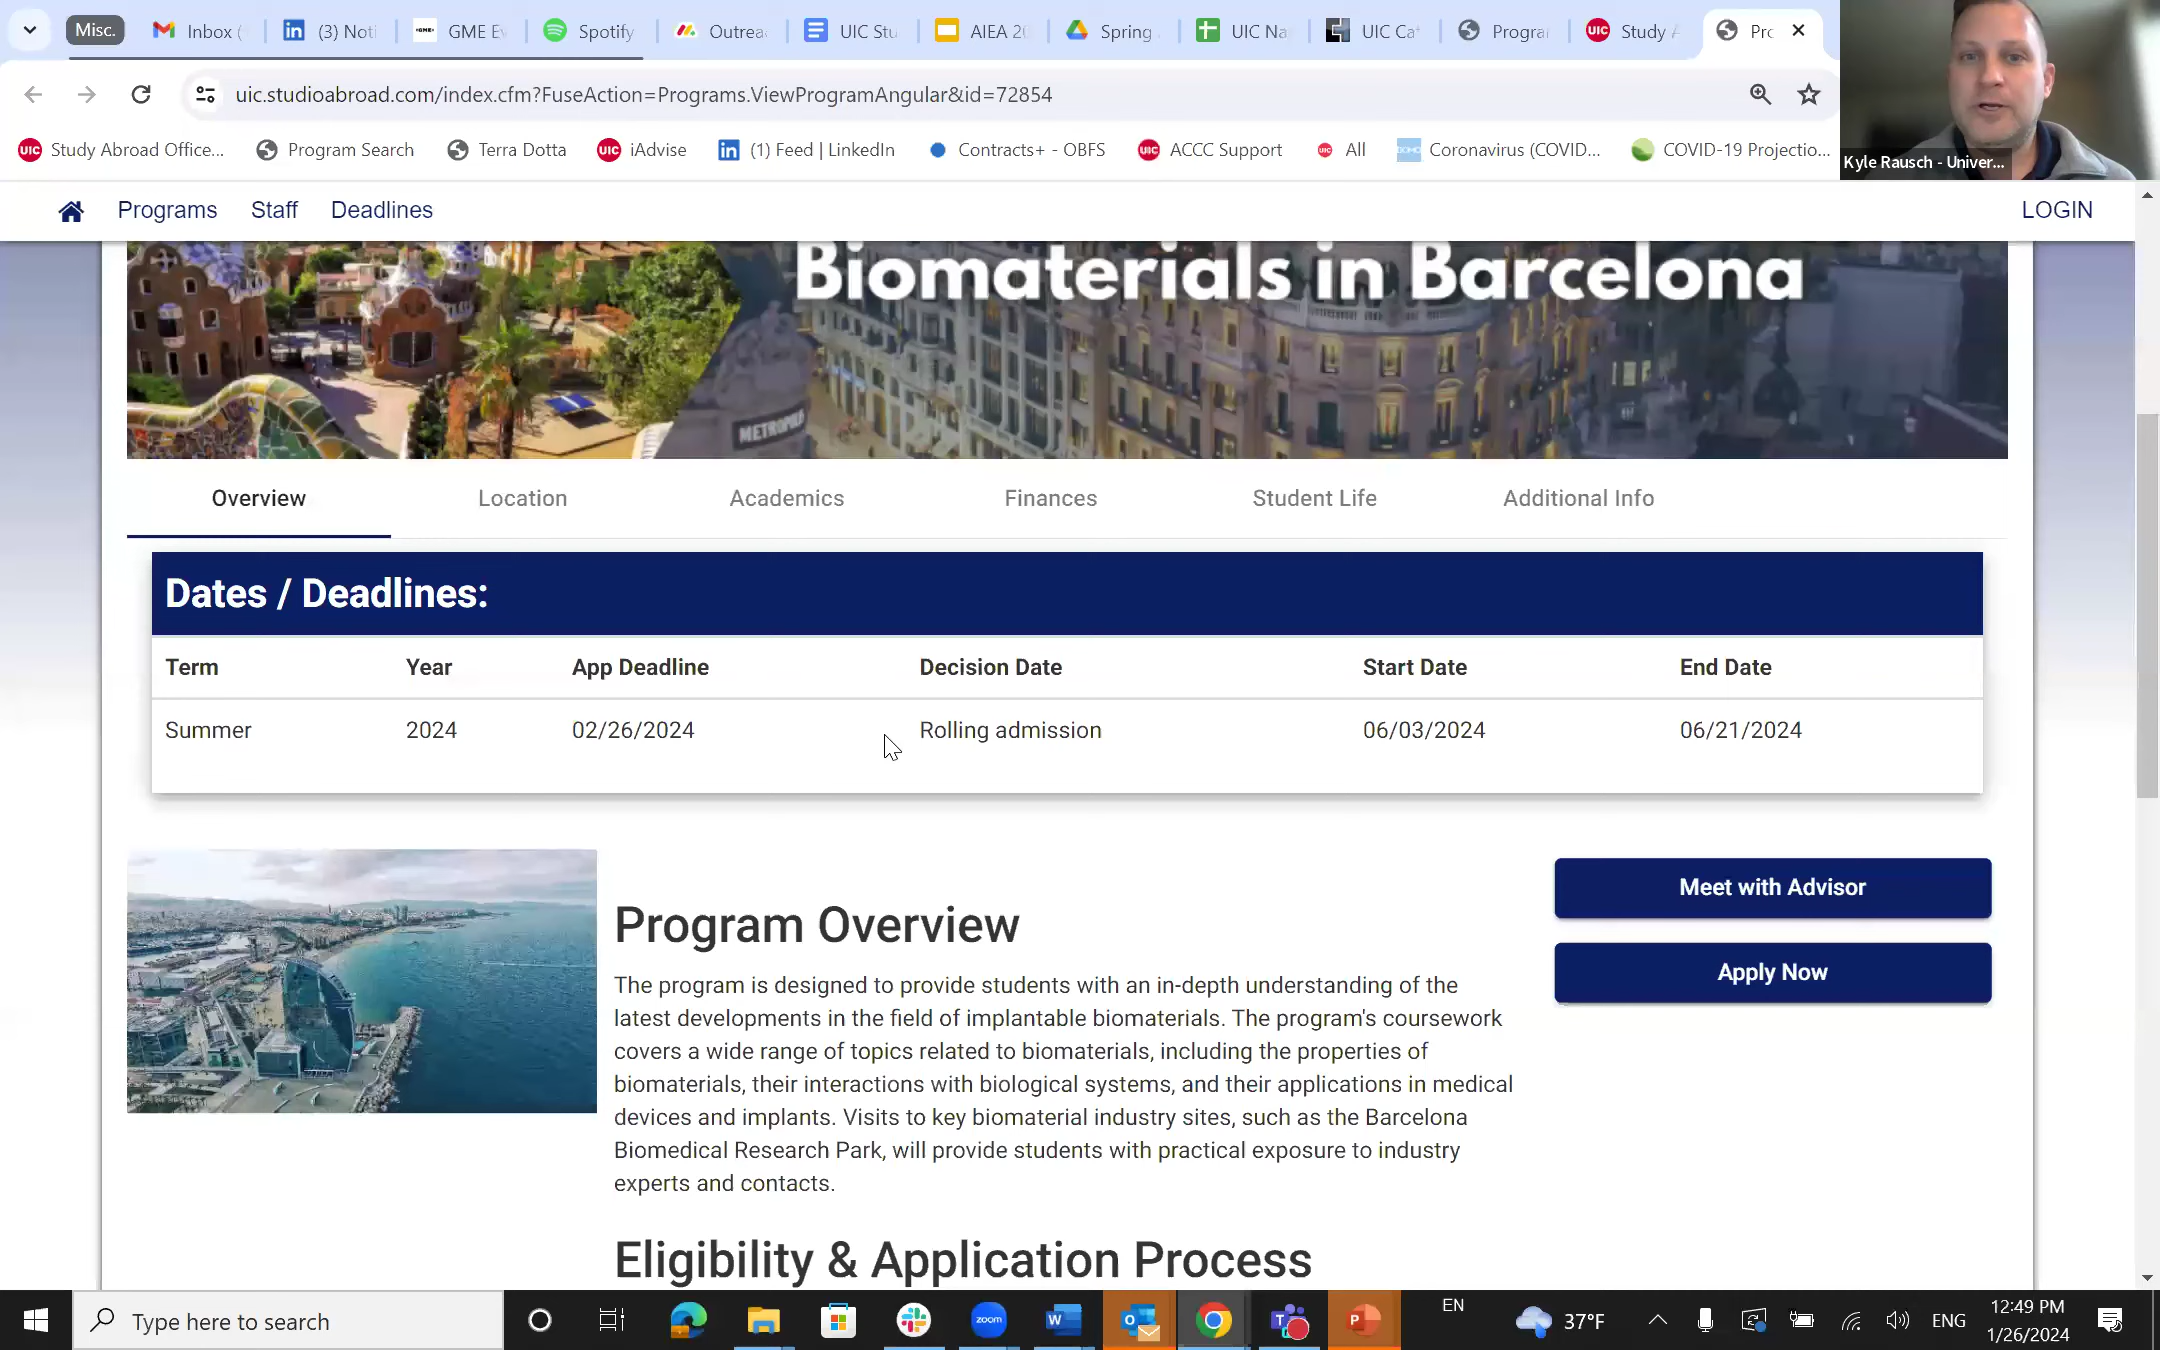 Misc.
Inbox (
(3) Noti
GME Ev
Spotify
Outrea
UIC Stu
AIEA 20
Spring
UIC Na
UIC Ca
Progra
Study A
Prc
uic.studioabroad.com/index.cfm?FuseAction=Programs.ViewProgramAngular&id=72854
Study Abroad Office...
Program Search
Terra Dotta
iAdvise
(1) Feed | LinkedIn
Contracts+ - OBFS
ACCC Support
All
Coronavirus (COVID...
COVID-19 Projectio...
Kyle Rausch - Univer...
Programs
Staff
Deadlines
LOGIN
Biomaterials in Barcelona
METROPOL
Overview
Location
Academics
Finances
Student Life
Additional Info
Dates / Deadlines:
Term Year App Deadline Decision Date Start Date End Date
Summer 2024 02/26/2024 Rolling admission 06/03/2024 06/21/2024
Meet with Advisor
Apply Now
Program Overview
The program is designed to provide students with an in-depth understanding of the
latest developments in the field of implantable biomaterials. The program's coursework
covers a wide range of topics related to biomaterials, including the properties of
biomaterials, their interactions with biological systems, and their applications in medical
devices and implants. Visits to key biomaterial industry sites, such as the Barcelona
Biomedical Research Park, will provide students with practical exposure to industry
experts and contacts.
Eligibility & Application Process
Type here to search
zoom
EN
37°F
ENG
12:49 PM
1/26/2024